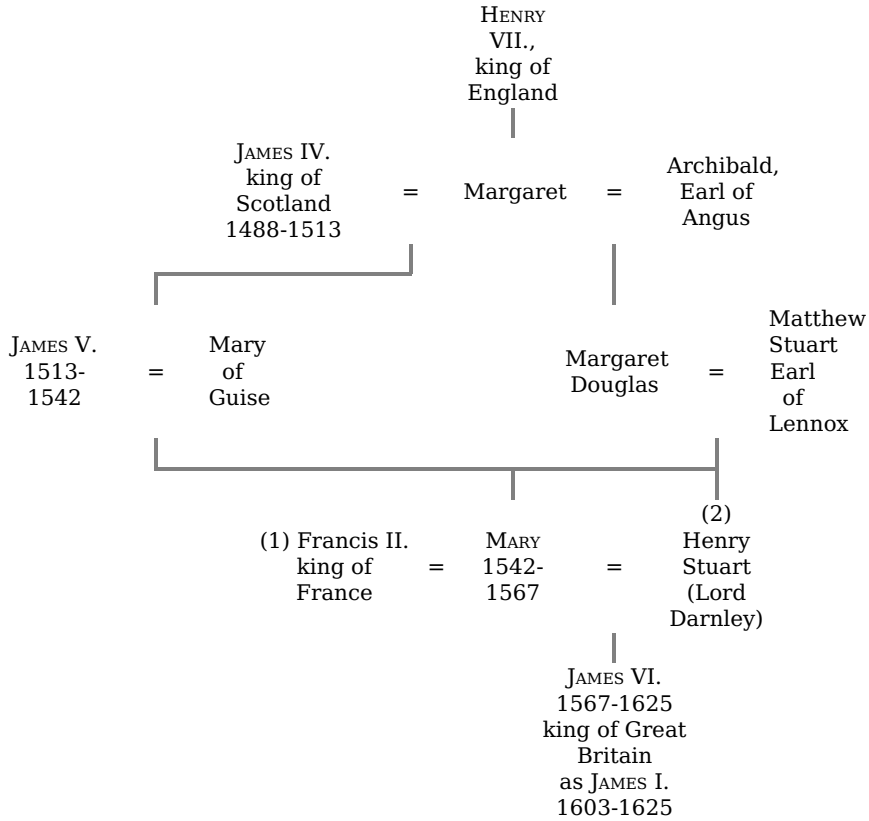 HENRY
VII.,
king of
England
JAMES IV.
king of
Scotland
1488-1513
=
Margaret
=
Archibald,
Earl of
Angus
JAMES V.
1513-
1542
=
Mary
of
Guise
Margaret
Douglas
=
Matthew
Stuart
Earl
of
Lennox
(1) Francis II.
king of
France
=
MARY
1542-
1567
=
(2)
Henry
Stuart
(Lord
Darnley)
JAMES VI.
1567-1625
king of Great
Britain
as JAMES I.
1603-1625